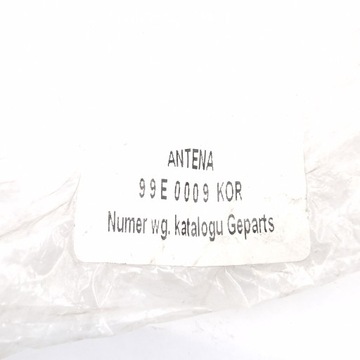 ANTENA
99E 0009 KOR
Numer wg. katalogu Geparts